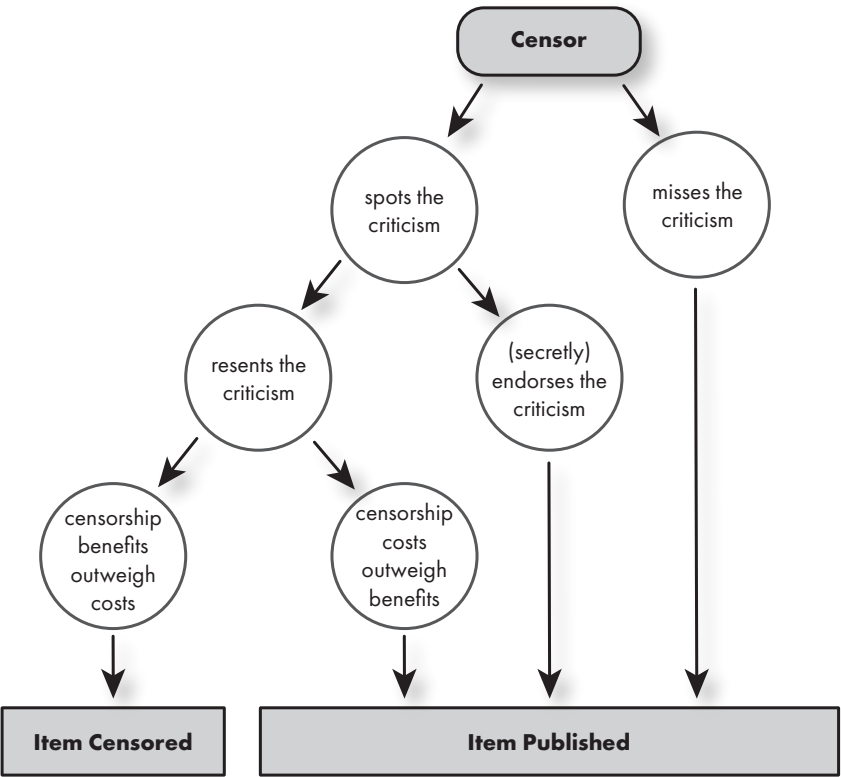 Censor
spots the
criticism
misses the
criticism
resents the
criticism
(secretly)
endorses the
criticism
censorship
benefits
outweigh
costs
censorship
costs
outweigh
benefits
Item Censored
Item Published